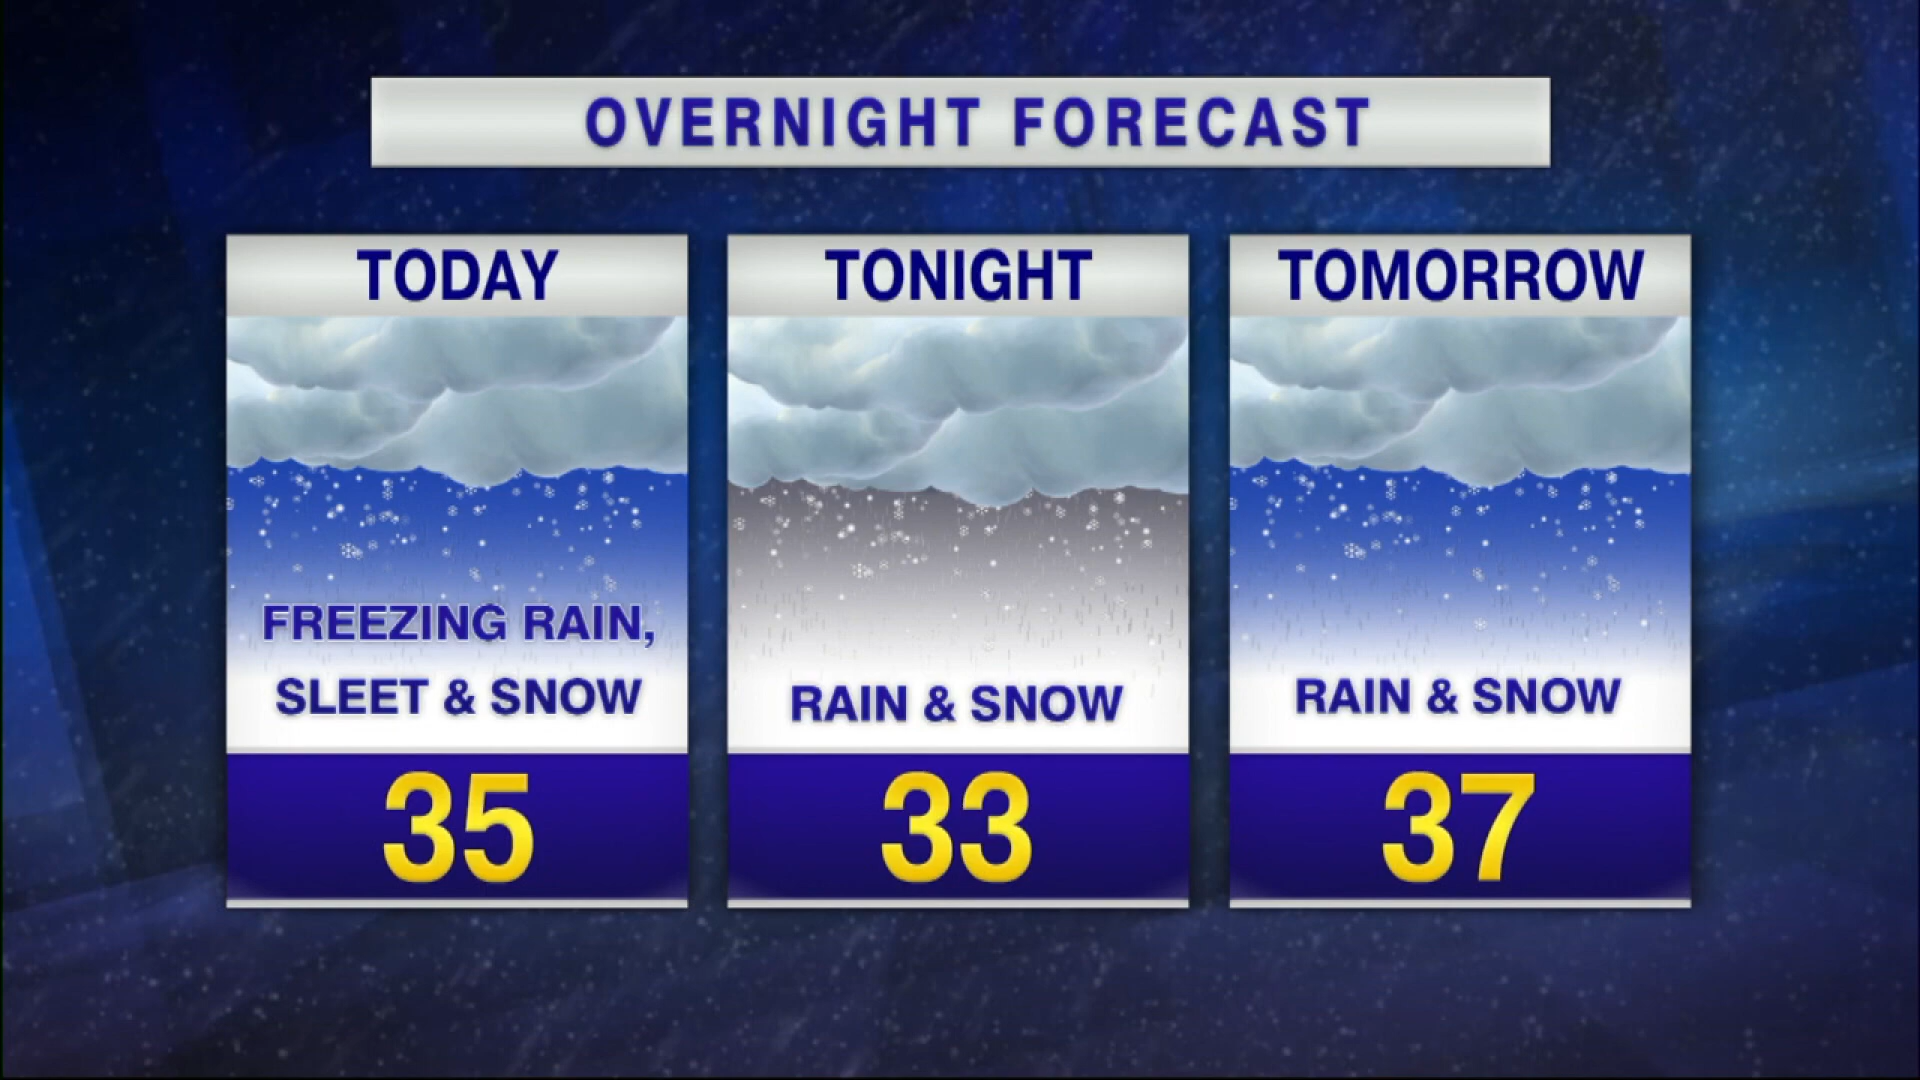 OVERNIGHT FORECAST
TODAY
FREEZING RAIN,
SLEET & SNOW
35
TONIGHT
RAIN & SNOW
33
TOMORROW
RAIN & SNOW
37